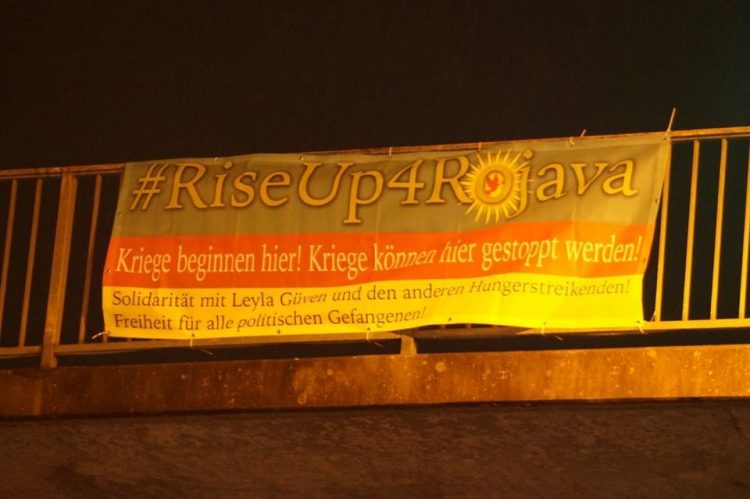 #RiseUp4Rojava
Kriege beginnen hier! Kriege können hier gestoppt werden!
Solidarität mit Leyla Güven und den anderen Hungerstreikenden!
Freiheit für alle politischen Gefangenen!